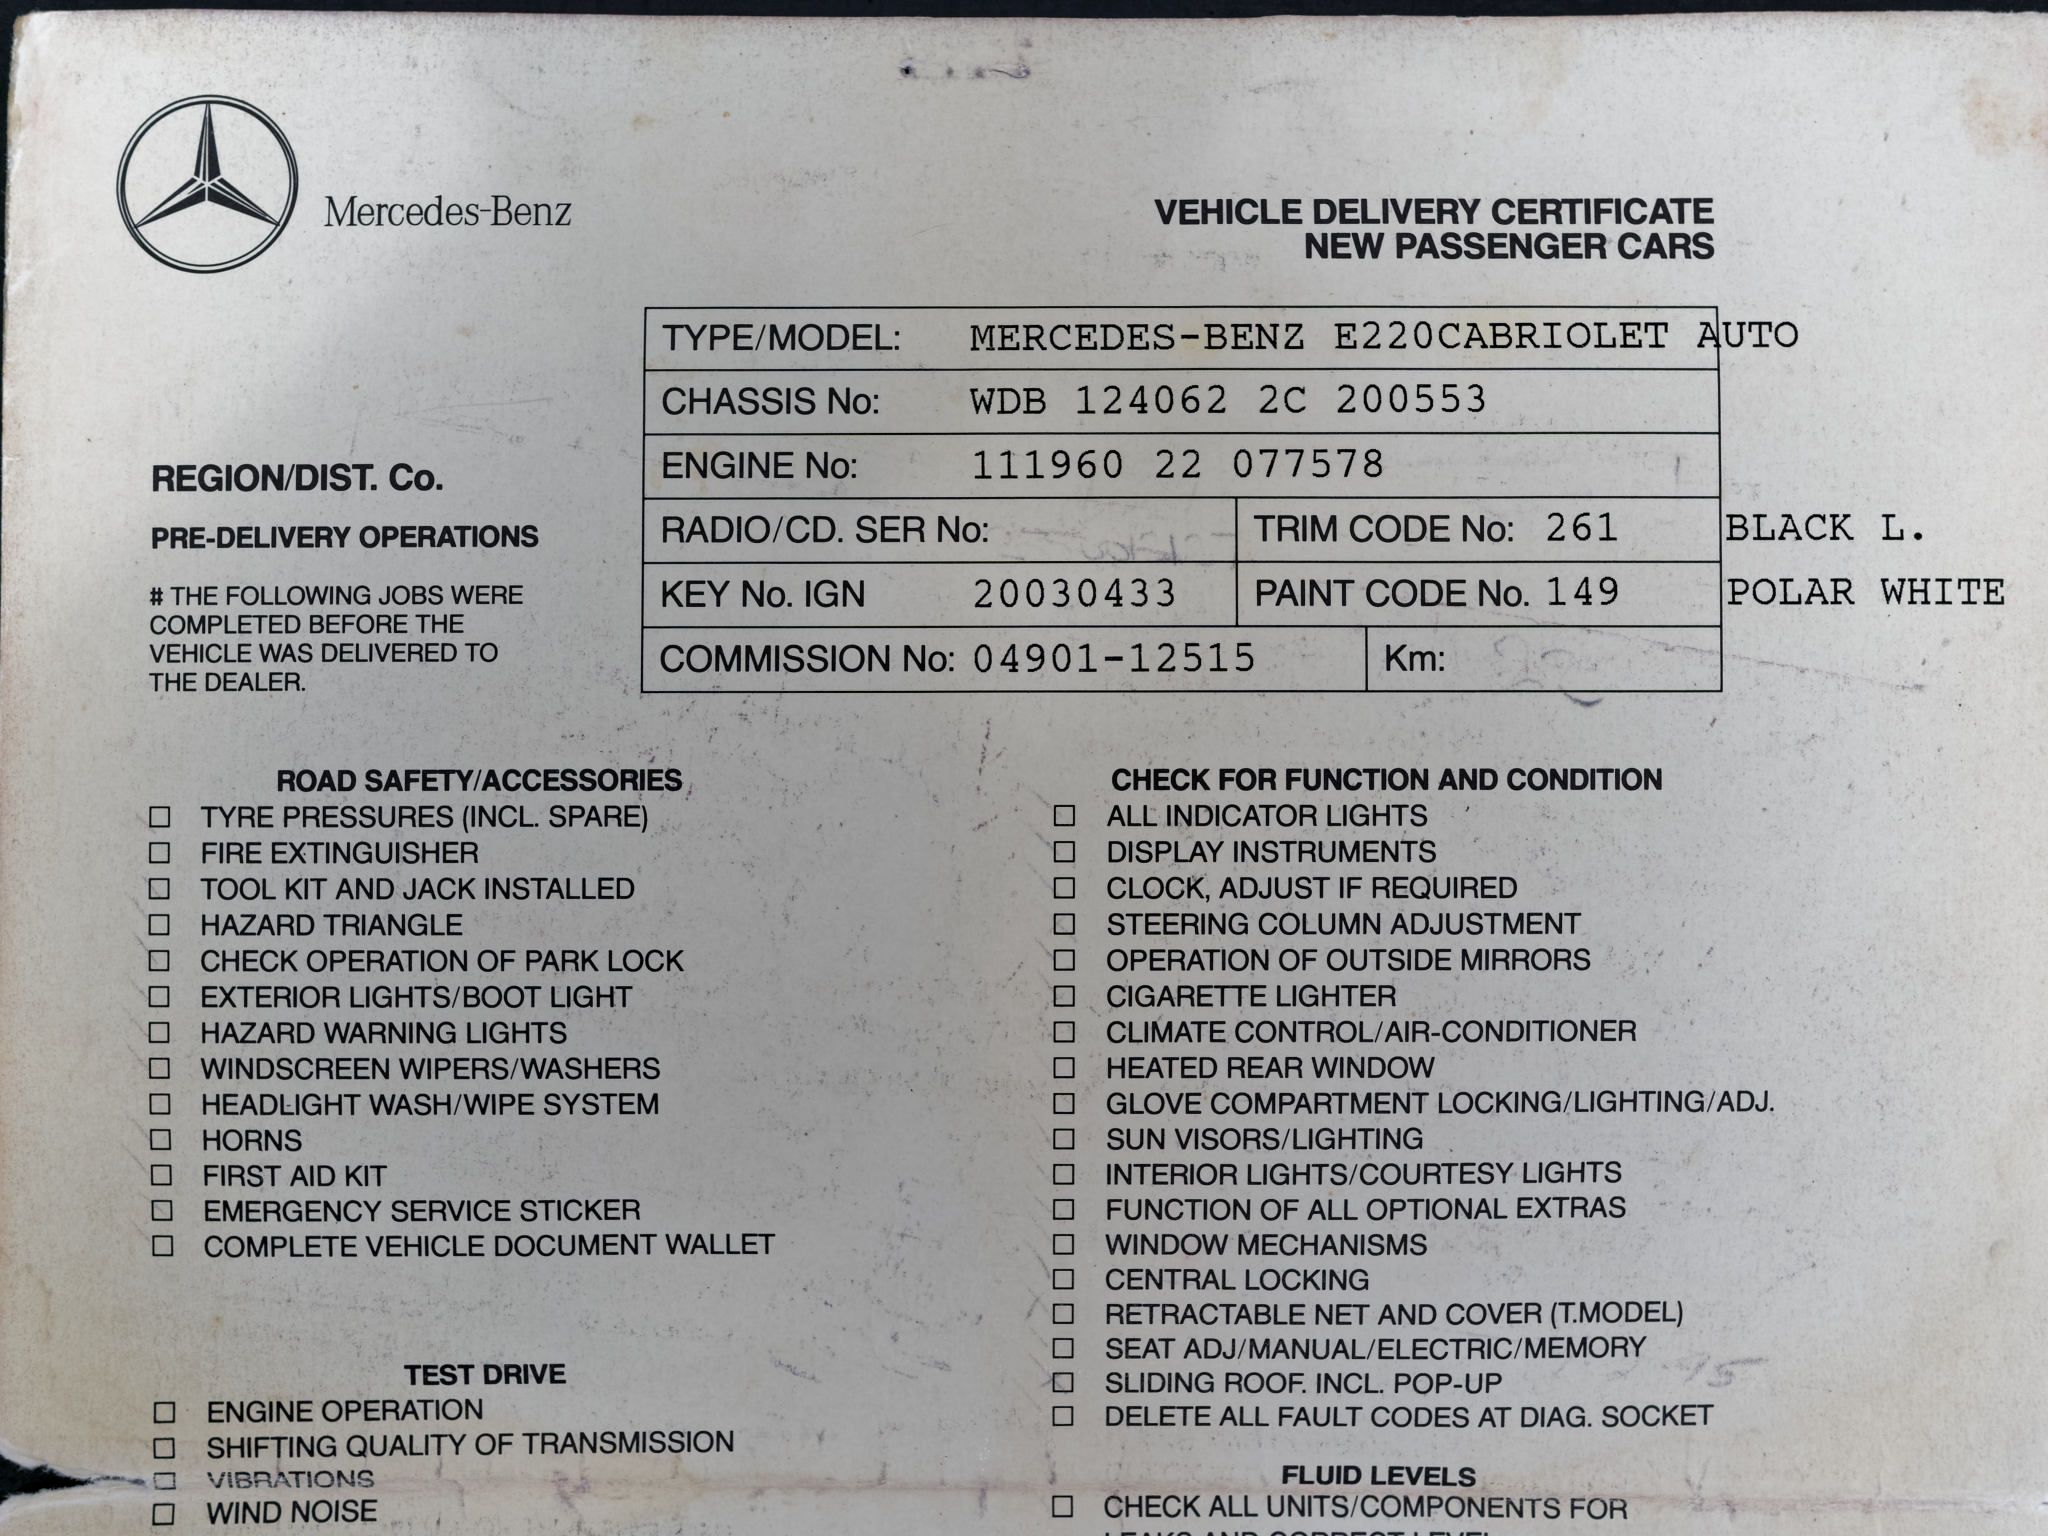 Mercedes-Benz
VEHICLE DELIVERY CERTIFICATE
NEW PASSENGER CARS
TYPE/MODEL: MERCEDES-BENZ E220CABRIOLET AUTO
CHASSIS No: WDB 124062 2C 200553
ENGINE No: 111960 22 077578
RADIO/CD. SER No: TRIM CODE No: 261 BLACK L.
KEY No. IGN 20030433 PAINT CODE No. 149 POLAR WHITE
COMMISSION No: 04901-12515 Km:
REGION/DIST. Co.
PRE-DELIVERY OPERATIONS
# THE FOLLOWING JOBS WERE
COMPLETED BEFORE THE
VEHICLE WAS DELIVERED TO
THE DEALER.
ROAD SAFETY/ACCESSORIES
TYRE PRESSURES (INCL. SPARE)
FIRE EXTINGUISHER
TOOL KIT AND JACK INSTALLED
HAZARD TRIANGLE
CHECK OPERATION OF PARK LOCK
EXTERIOR LIGHTS/BOOT LIGHT
HAZARD WARNING LIGHTS
WINDSCREEN WIPERS/WASHERS
HEADLIGHT WASH/WIPE SYSTEM
HORNS
FIRST AID KIT
EMERGENCY SERVICE STICKER
COMPLETE VEHICLE DOCUMENT WALLET
TEST DRIVE
ENGINE OPERATION
SHIFTING QUALITY OF TRANSMISSION
VIBRATIONS
WIND NOISE
CHECK FOR FUNCTION AND CONDITION
ALL INDICATOR LIGHTS
DISPLAY INSTRUMENTS
CLOCK, ADJUST IF REQUIRED
STEERING COLUMN ADJUSTMENT
OPERATION OF OUTSIDE MIRRORS
CIGARETTE LIGHTER
CLIMATE CONTROL/AIR-CONDITIONER
HEATED REAR WINDOW
GLOVE COMPARTMENT LOCKING/LIGHTING/ADJ.
SUN VISORS/LIGHTING
INTERIOR LIGHTS/COURTESY LIGHTS
FUNCTION OF ALL OPTIONAL EXTRAS
WINDOW MECHANISMS
CENTRAL LOCKING
RETRACTABLE NET AND COVER (T.MODEL)
SEAT ADJ/MANUAL/ELECTRIC/MEMORY
SLIDING ROOF. INCL. POP-UP
DELETE ALL FAULT CODES AT DIAG. SOCKET
FLUID LEVELS
CHECK ALL UNITS/COMPONENTS FOR
LEAKS AND CORRECT LEVEL